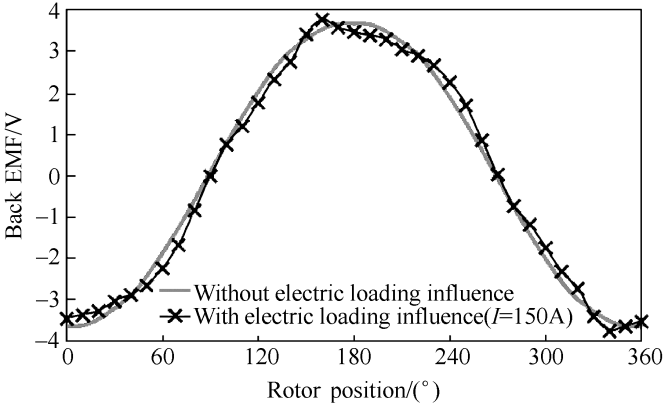 4
3
2
1
0
−1
−2
−3
−4
Back EMF/V
Without electric loading influence
With electric loading influence(I=150A)
0 60 120 180 240 300 360
Rotor position/(°)